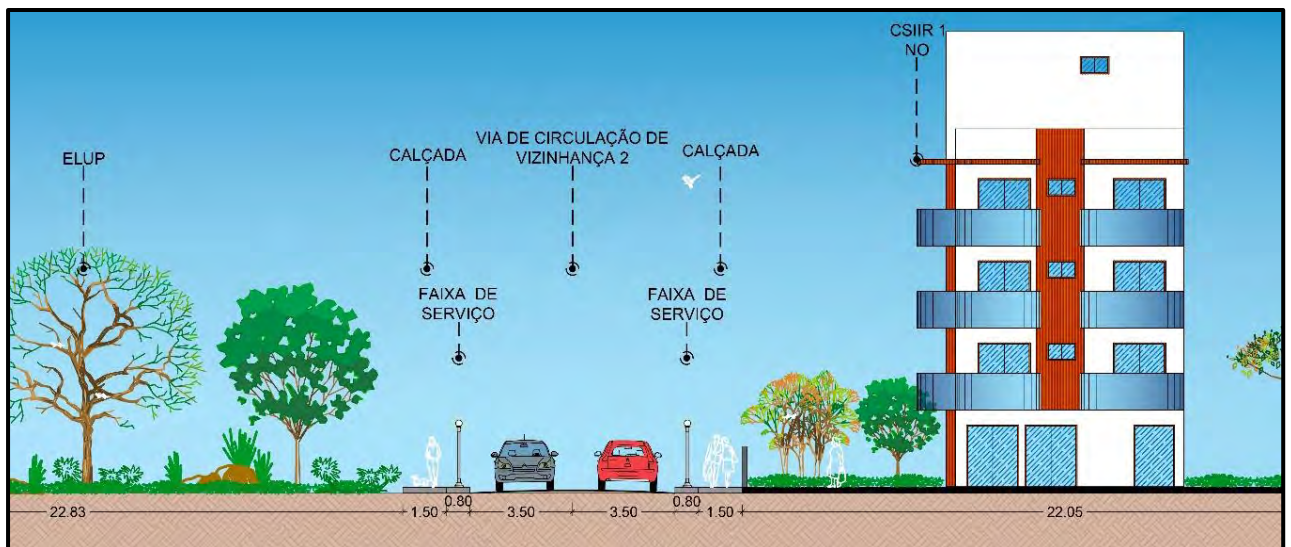 CSIIR 1
NO
ELUP
CALÇADA
VIA DE CIRCULAÇÃO DE
VIZINHANÇA 2
CALÇADA
FAIXA DE
SERVIÇO
FAIXA DE
SERVIÇO
22.83
1.50
0.80
3.50
3.50
0.80
1.50
22.05